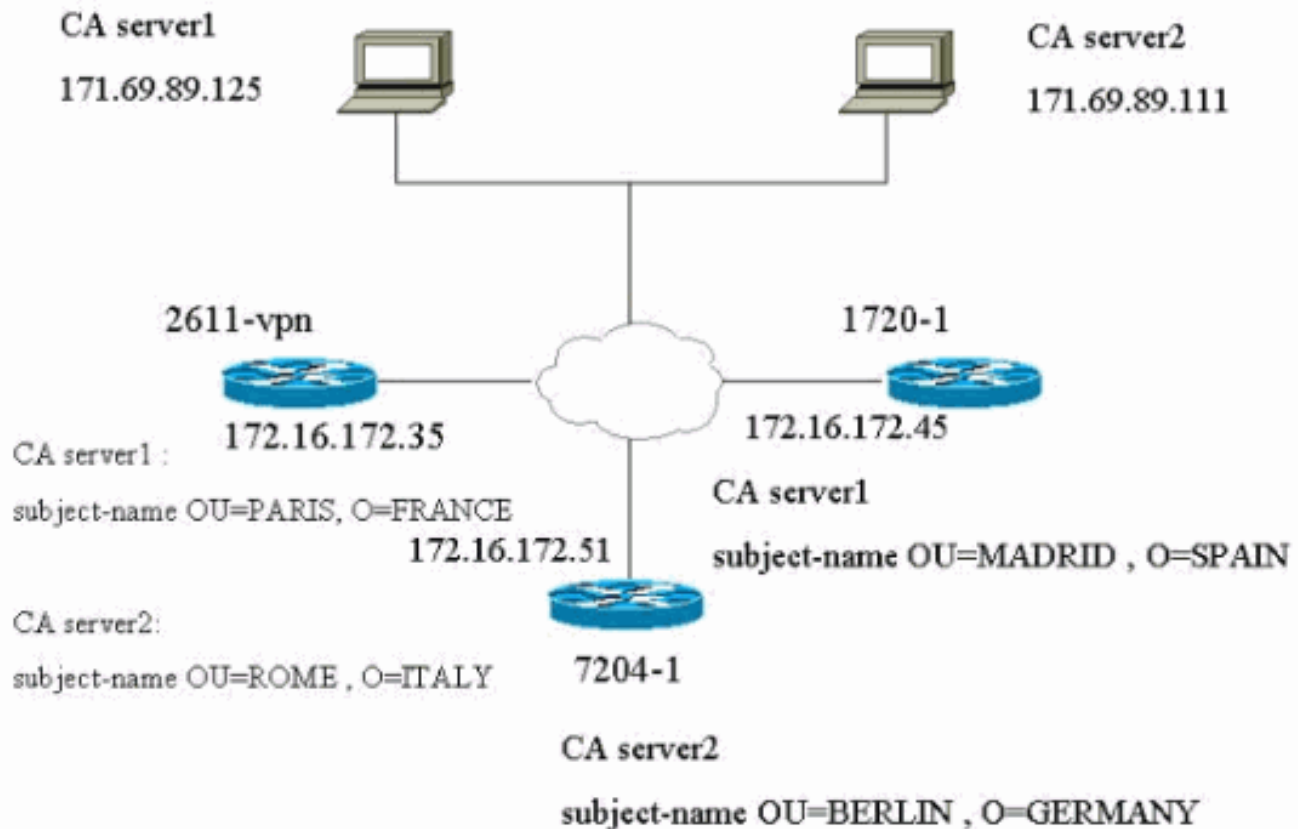 CA server1
171.69.89.125
CA server2
171.69.89.111
2611-vpn
172.16.172.35
1720-1
172.16.172.45
CA server1 :
subject-name OU=PARIS, O=FRANCE
CA server2:
subject-name OU=ROME , O=ITALY
CA server1
subject-name OU=MADRID , O=SPAIN
172.16.172.51
7204-1
CA server2
subject-name OU=BERLIN , O=GERMANY